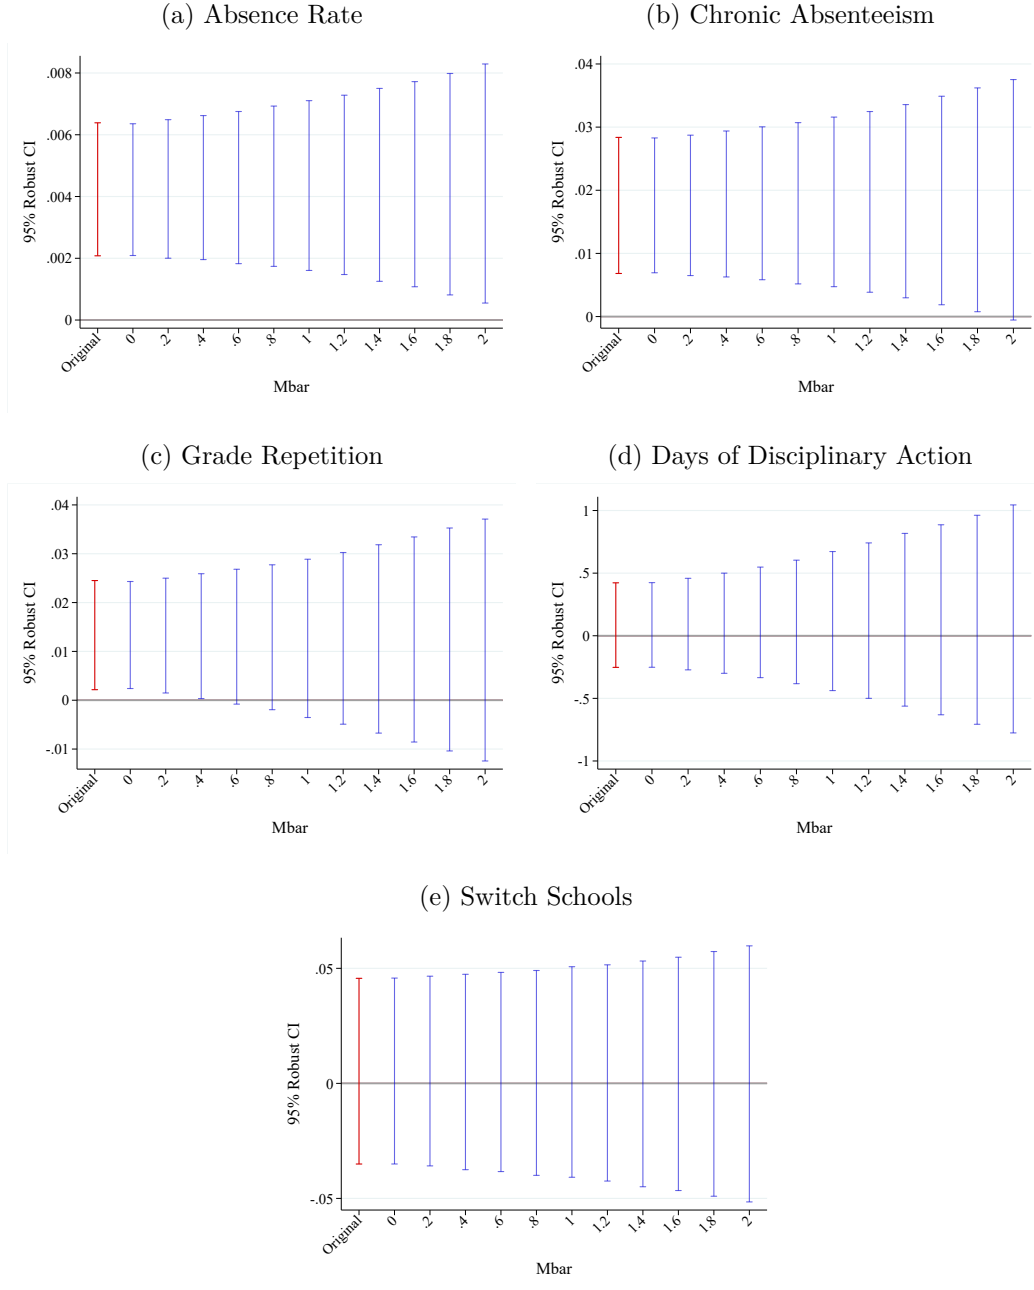 (a) Absence Rate
.008
.006
.004
.002
0
95% Robust CI
Original 0 .2 .4 .6 .8 1 1.2 1.4 1.6 1.8 2
Mbar
(b) Chronic Absenteeism
.04
.03
.02
.01
0
95% Robust CI
Original 0 .2 .4 .6 .8 1 1.2 1.4 1.6 1.8 2
Mbar
(c) Grade Repetition
.04
.03
.02
.01
0
-.01
95% Robust CI
Original 0 .2 .4 .6 .8 1 1.2 1.4 1.6 1.8 2
Mbar
(d) Days of Disciplinary Action
1
.5
0
-.5
-1
95% Robust CI
Original 0 .2 .4 .6 .8 1 1.2 1.4 1.6 1.8 2
Mbar
(e) Switch Schools
.05
0
-.05
95% Robust CI
Original 0 .2 .4 .6 .8 1 1.2 1.4 1.6 1.8 2
Mbar